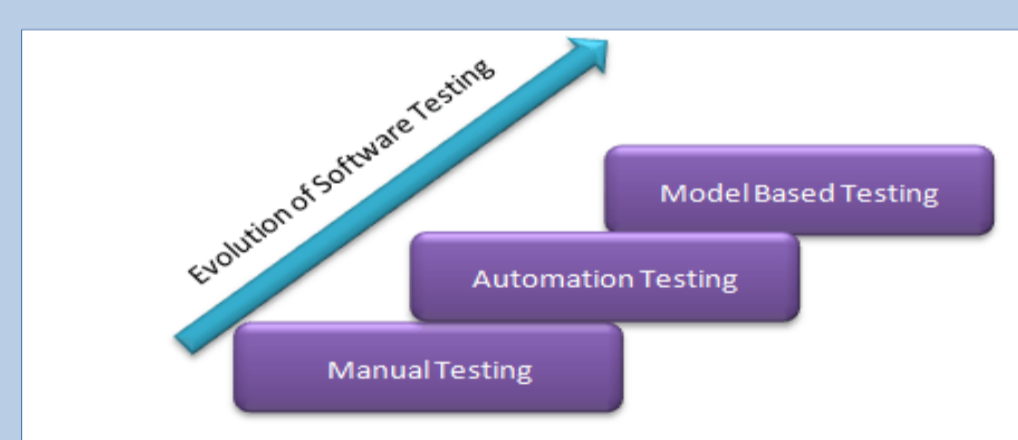 Evolution of Software Testing
Model Based Testing
Automation Testing
Manual Testing